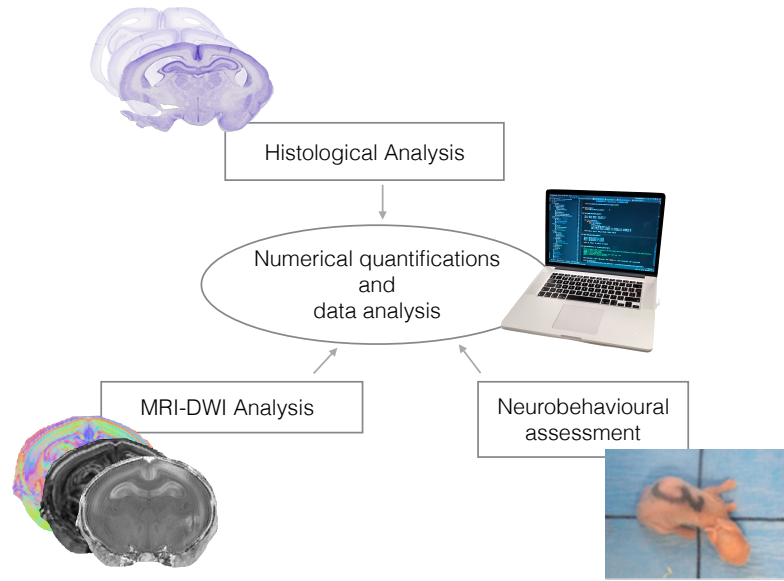 Histological Analysis
Numerical quantifications
and
data analysis
MRI-DWI Analysis
Neurobehavioural
assessment